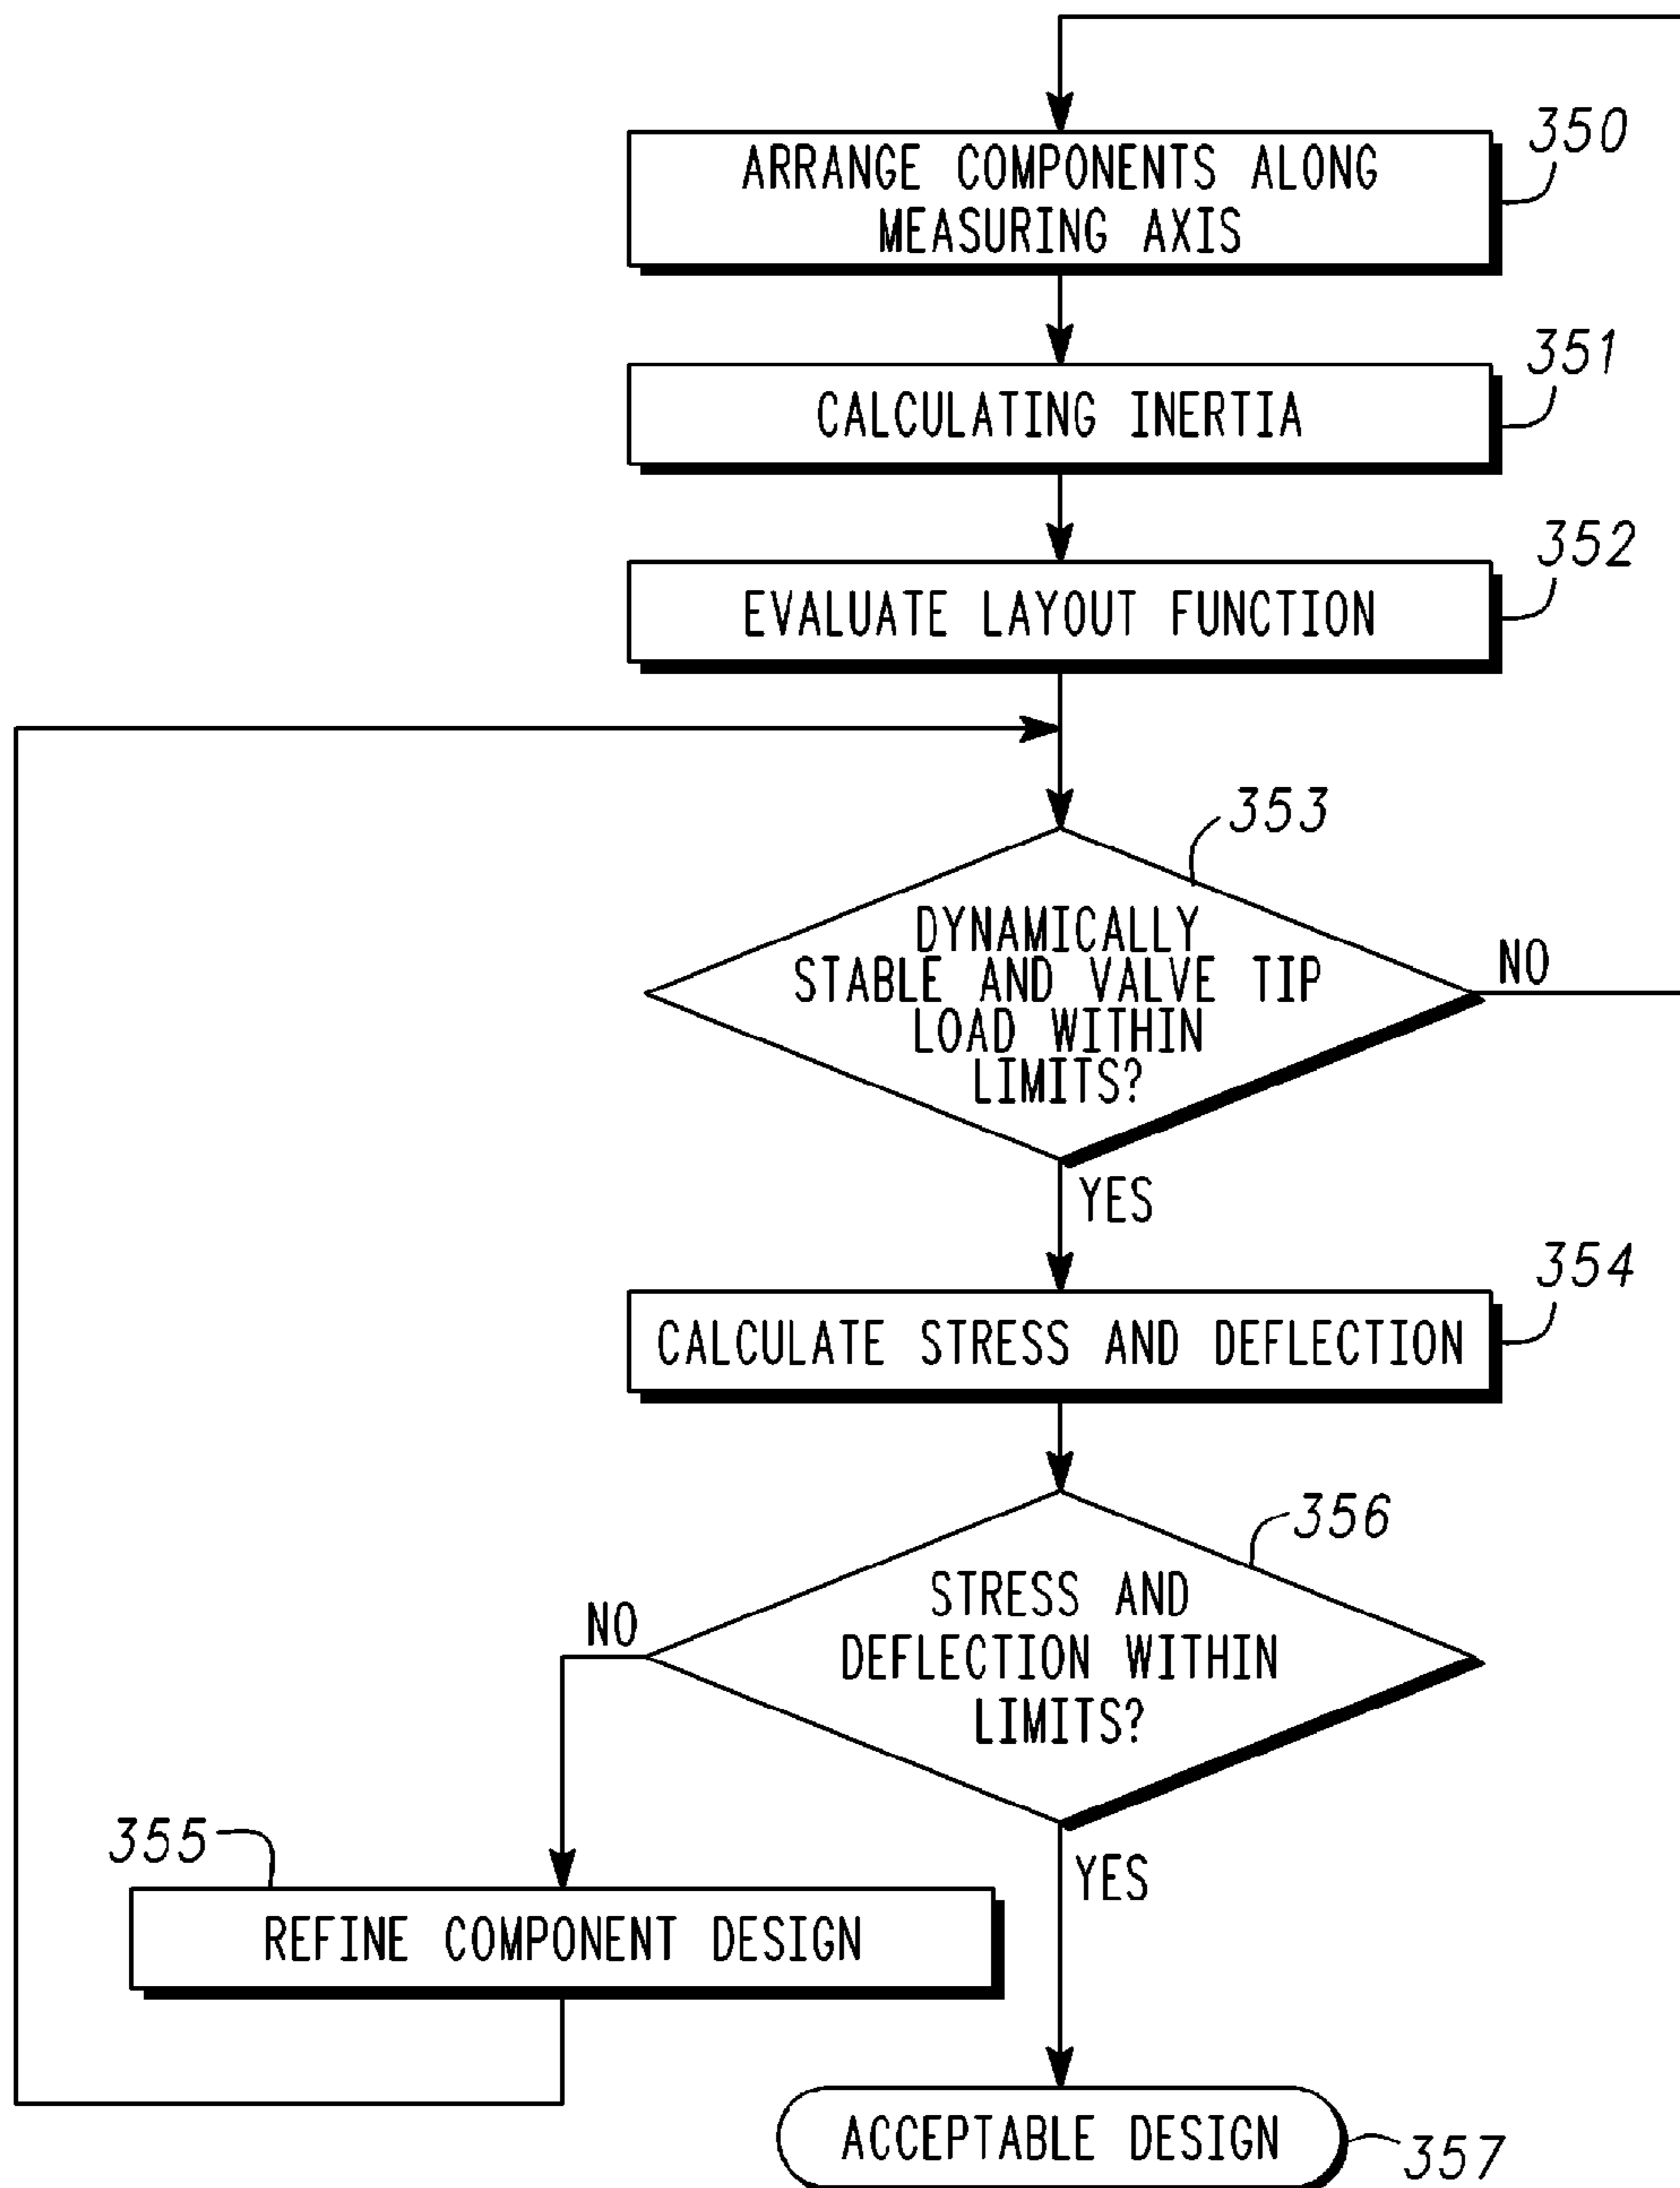 350
ARRANGE COMPONENTS ALONG
MEASURING AXIS
351
CALCULATING INERTIA
352
EVALUATE LAYOUT FUNCTION
353
DYNAMICALLY
STABLE AND VALVE TIP
LOAD WITHIN
LIMITS?
NO
YES
354
CALCULATE STRESS AND DEFLECTION
356
STRESS AND
DEFLECTION WITHIN
LIMITS?
NO
355
REFINE COMPONENT DESIGN
YES
ACCEPTABLE DESIGN
357